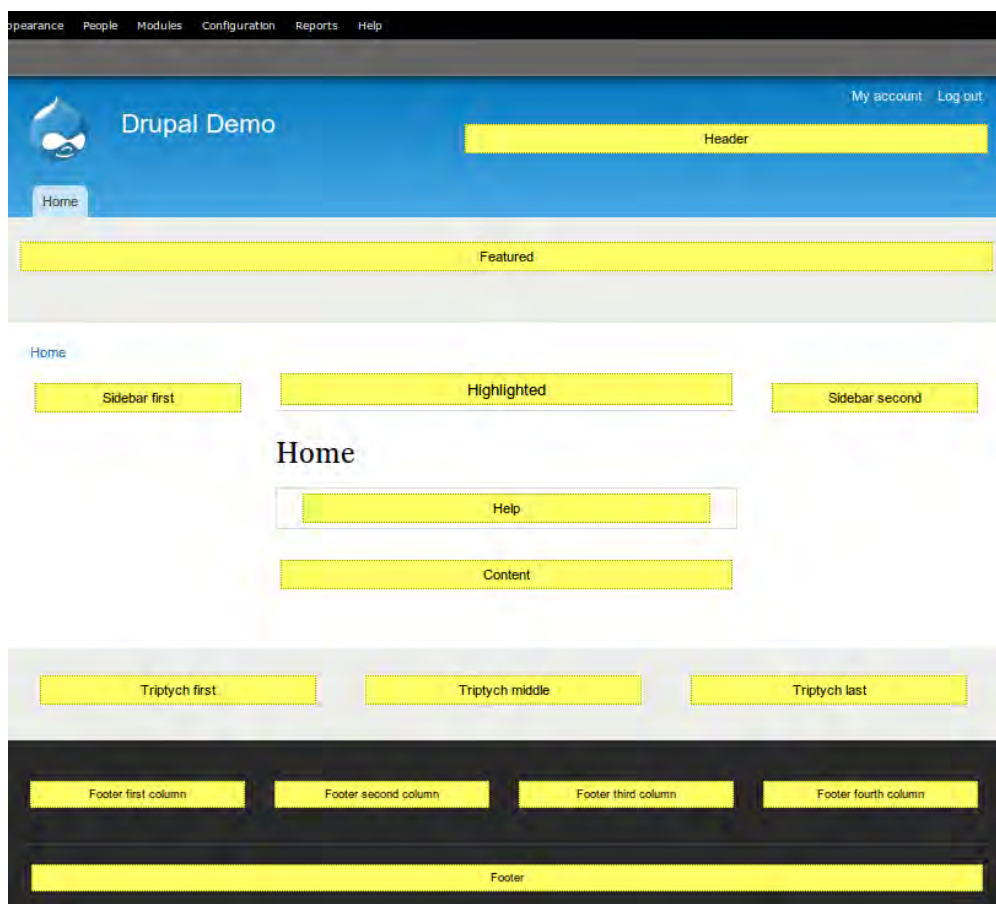 ppearance People Modules Configuration Reports Help
My account Log out
Drupal Demo
Header
Home
Featured
Home
Sidebar first Highlighted Sidebar second
Home
Help
Content
Triptych first Triptych middle Triptych last
Footer first column Footer second column Footer third column Footer fourth column
Footer